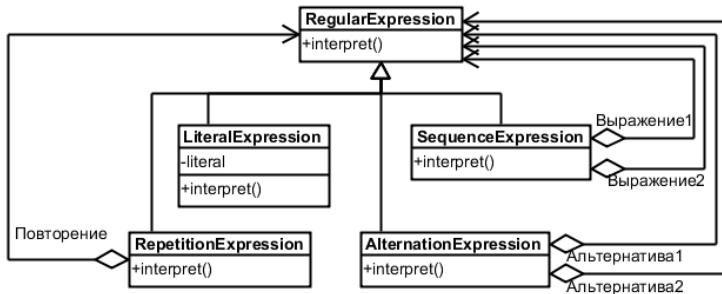 RegularExpression
+interpret()
LiteralExpression
-literal
+interpret()
SequenceExpression
+interpret()
Выражение1
Выражение2
Повторение
RepetitionExpression
+interpret()
AlternationExpression
+interpret()
Альтернатива1
Альтернатива2